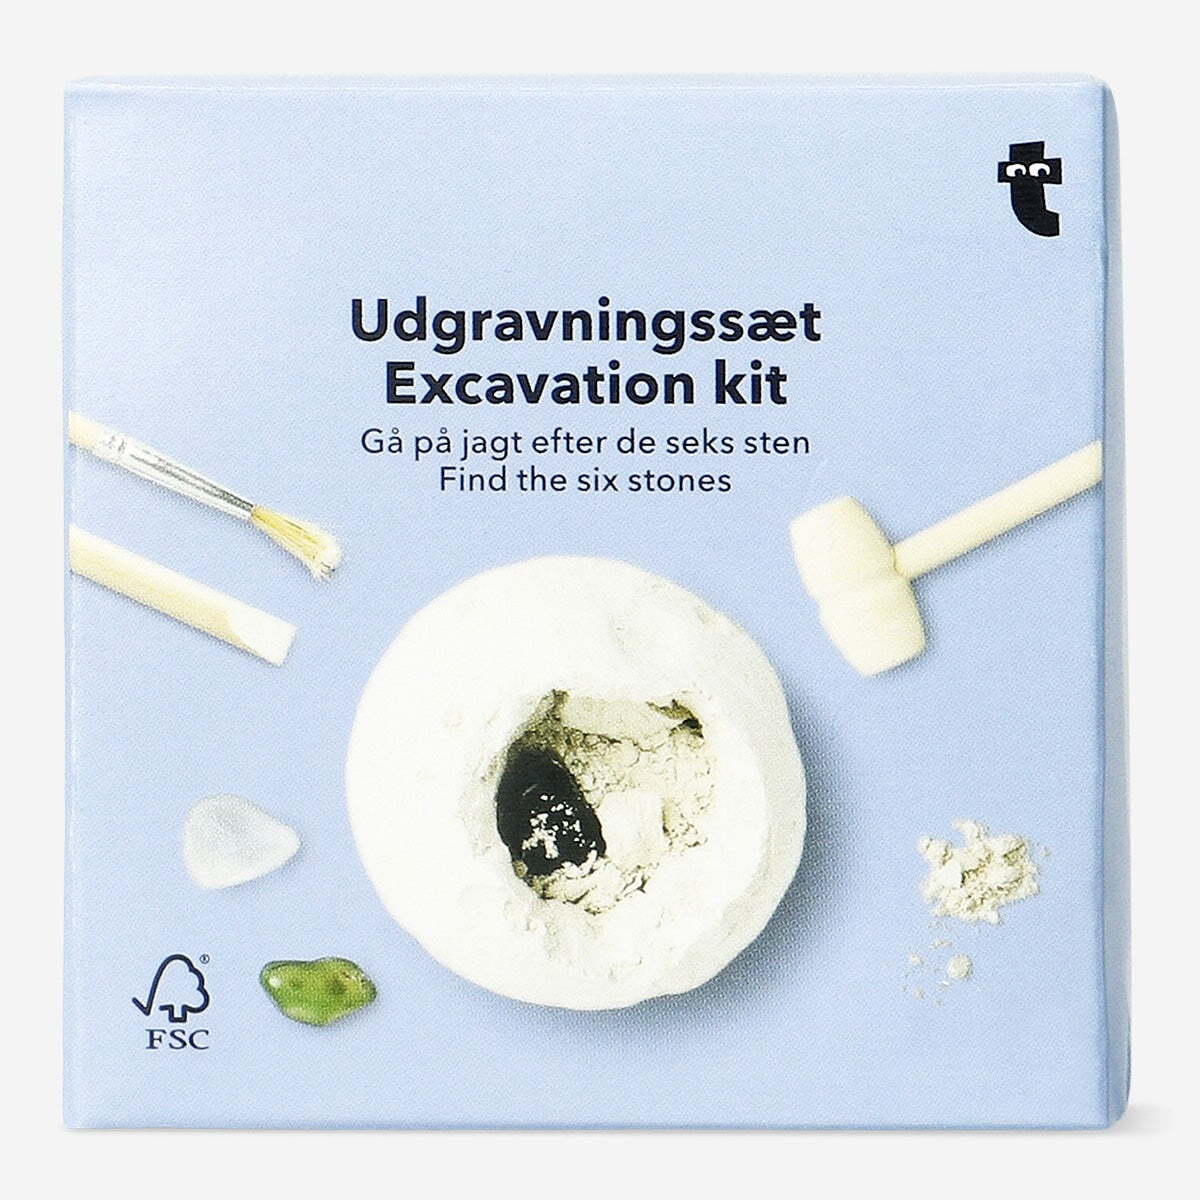 Udgravningssæt
Excavation kit
Gå på jagt efter de seks sten
Find the six stones
®
FSC